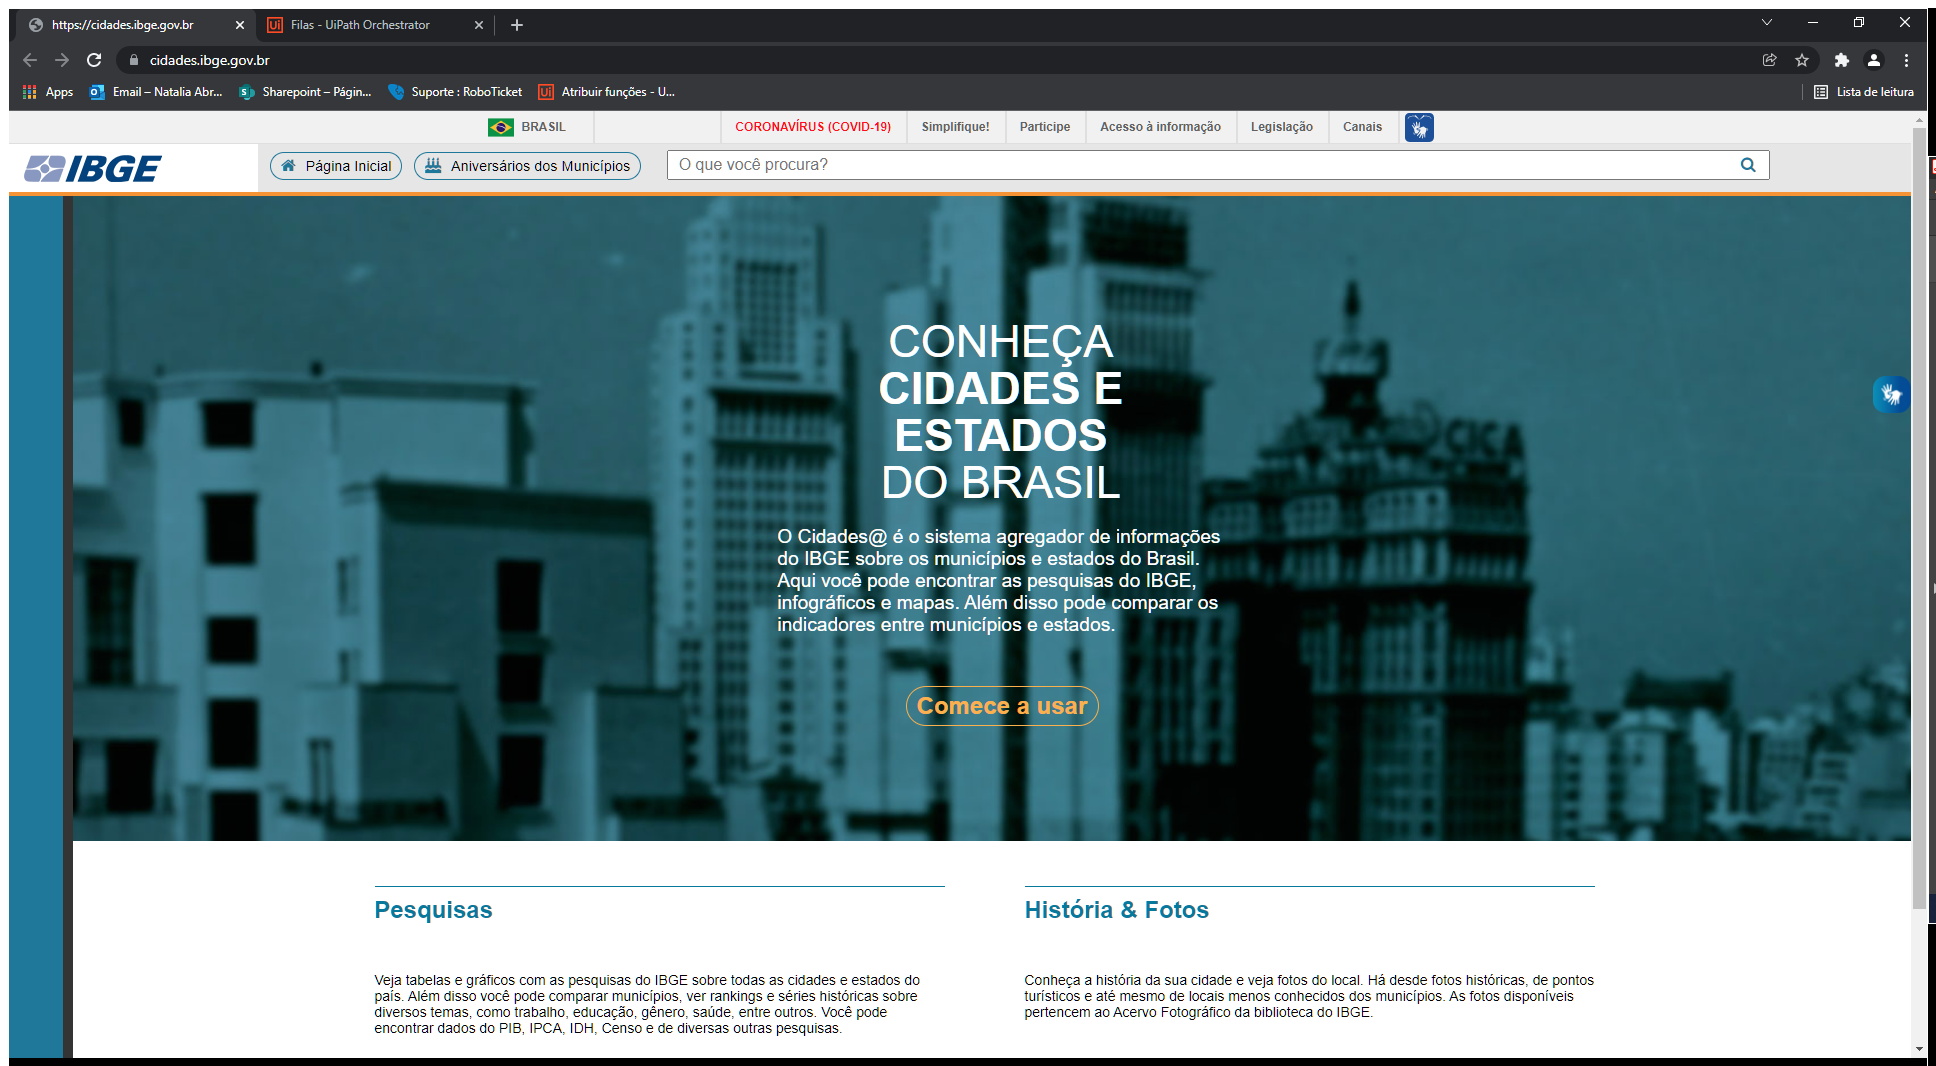 https://cidades.ibge.gov.br
Filas - UiPath Orchestrator
cidades.ibge.gov.br
Apps
Email – Natalia Abr...
Sharepoint – Págin...
Suporte : RoboTicket
Atribuir funções - U...
Lista de leitura
BRASIL
CORONAVÍRUS (COVID-19)
Simplifique!
Participe
Acesso à informação
Legislação
Canais
IBGE
Página Inicial
Aniversários dos Municípios
O que você procura?
CONHEÇA
CIDADES E
ESTADOS
DO BRASIL
CICA
O Cidades@ é o sistema agregador de informações
do IBGE sobre os municípios e estados do Brasil.
Aqui você pode encontrar as pesquisas do IBGE,
infográficos e mapas. Além disso pode comparar os
indicadores entre municípios e estados.
Comece a usar
Pesquisas
Veja tabelas e gráficos com as pesquisas do IBGE sobre todas as cidades e estados do
país. Além disso você pode comparar municípios, ver rankings e séries históricas sobre
diversos temas, como trabalho, educação, gênero, saúde, entre outros. Você pode
encontrar dados do PIB, IPCA, IDH, Censo e de diversas outras pesquisas.
História & Fotos
Conheça a história da sua cidade e veja fotos do local. Há desde fotos históricas, de pontos
turísticos e até mesmo de locais menos conhecidos dos municípios. As fotos disponíveis
pertencem ao Acervo Fotográfico da biblioteca do IBGE.